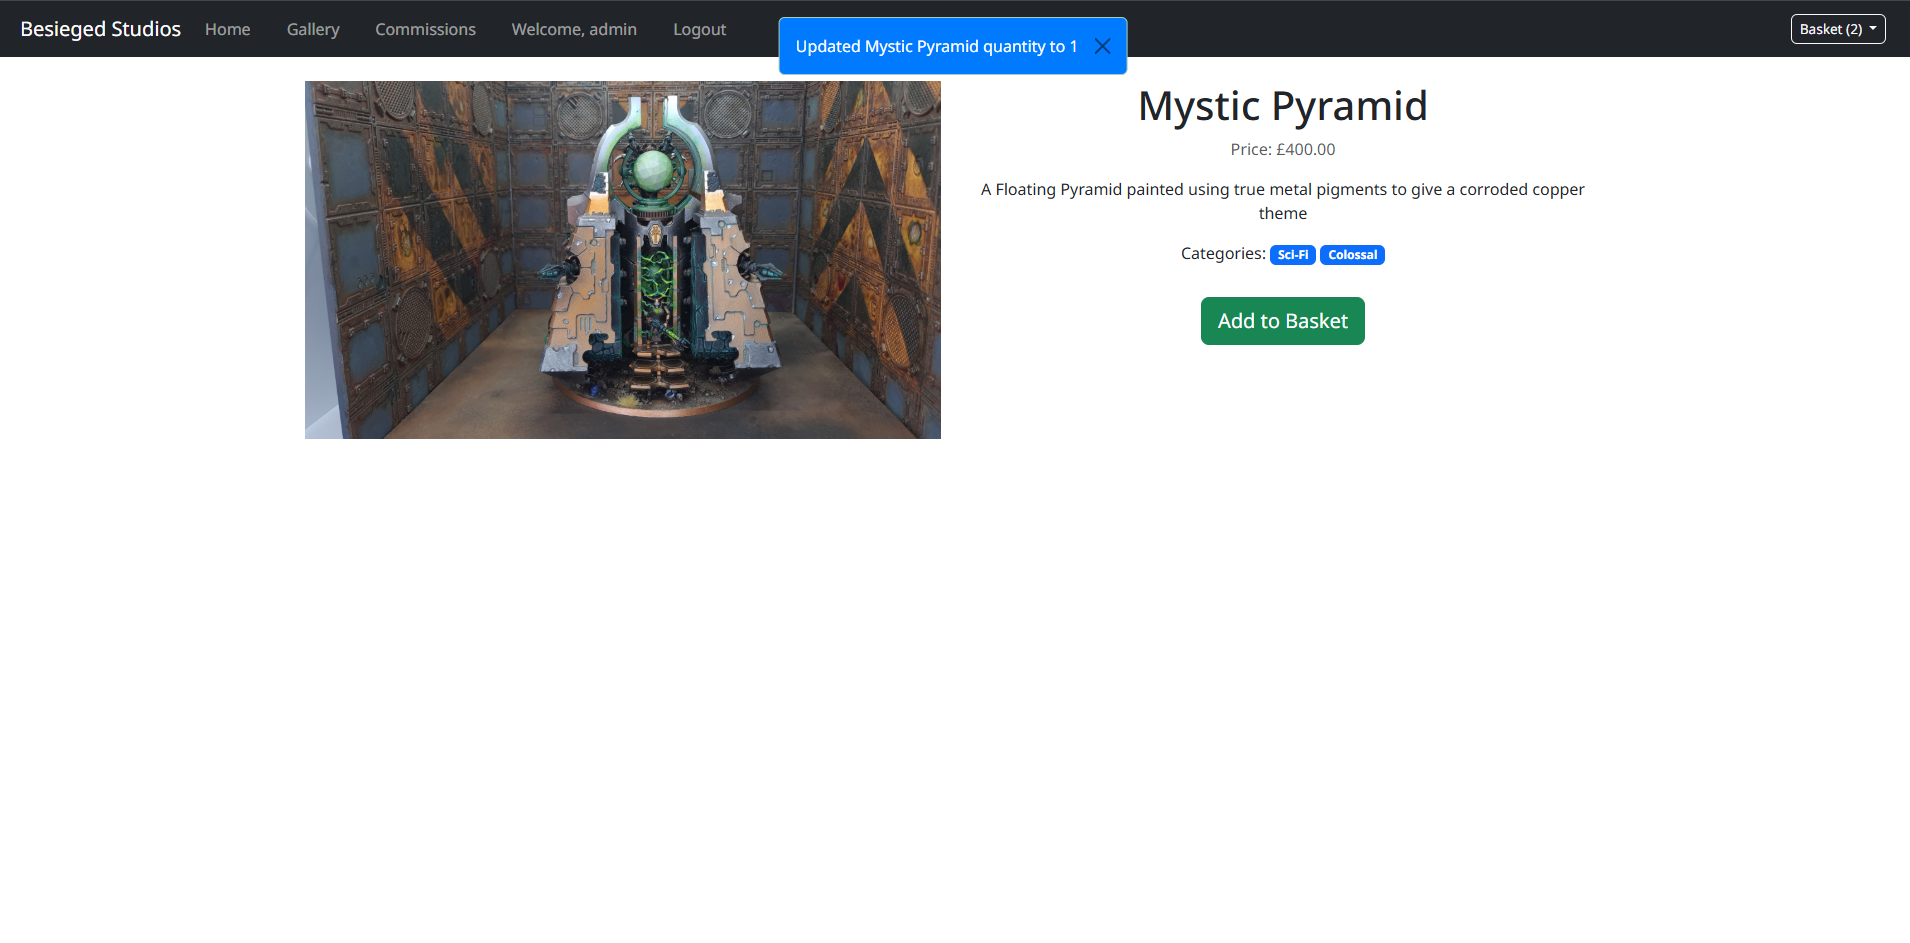 Besieged Studios Home Gallery Commissions Welcome, admin Logout
Updated Mystic Pyramid quantity to 1
Basket (2)
Mystic Pyramid
Price: £400.00
A Floating Pyramid painted using true metal pigments to give a corroded copper
theme
Categories: Sci-Fi Colossal
Add to Basket